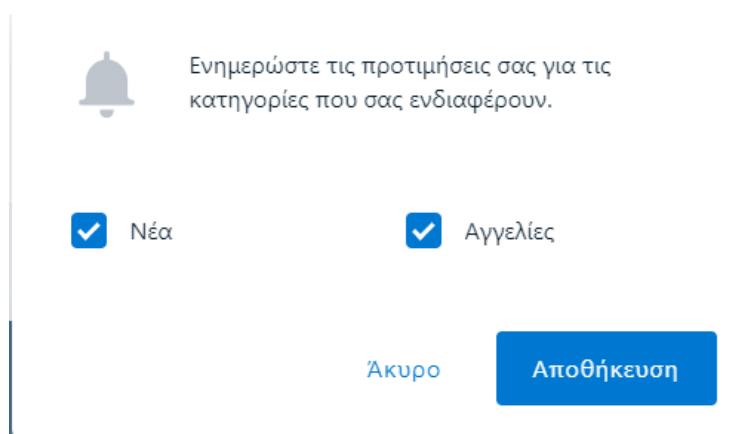 Ενημερώστε τις προτιμήσεις σας για τις
κατηγορίες που σας ενδιαφέρουν.
Νέα
Αγγελίες
Άκυρο
Αποθήκευση